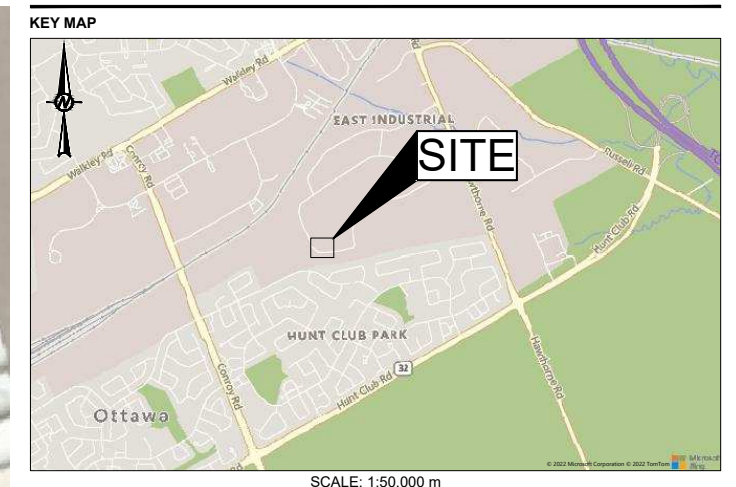 KEY MAP
Walkley Rd
Rd
EAST INDUSTRIAL
SITE
Walkley Rd
Conroy Rd
Russell Rd
Hawthorne Rd
Hunt Club Rd
HUNT CLUB PARK
32
Hunt Club Rd
Conroy Rd
Hawthorne Rd
Ottawa
Rd
© 2022 Microsoft Corporation © 2022 TomTom
Microsoft
Bing
N
SCALE: 1:50,000 m